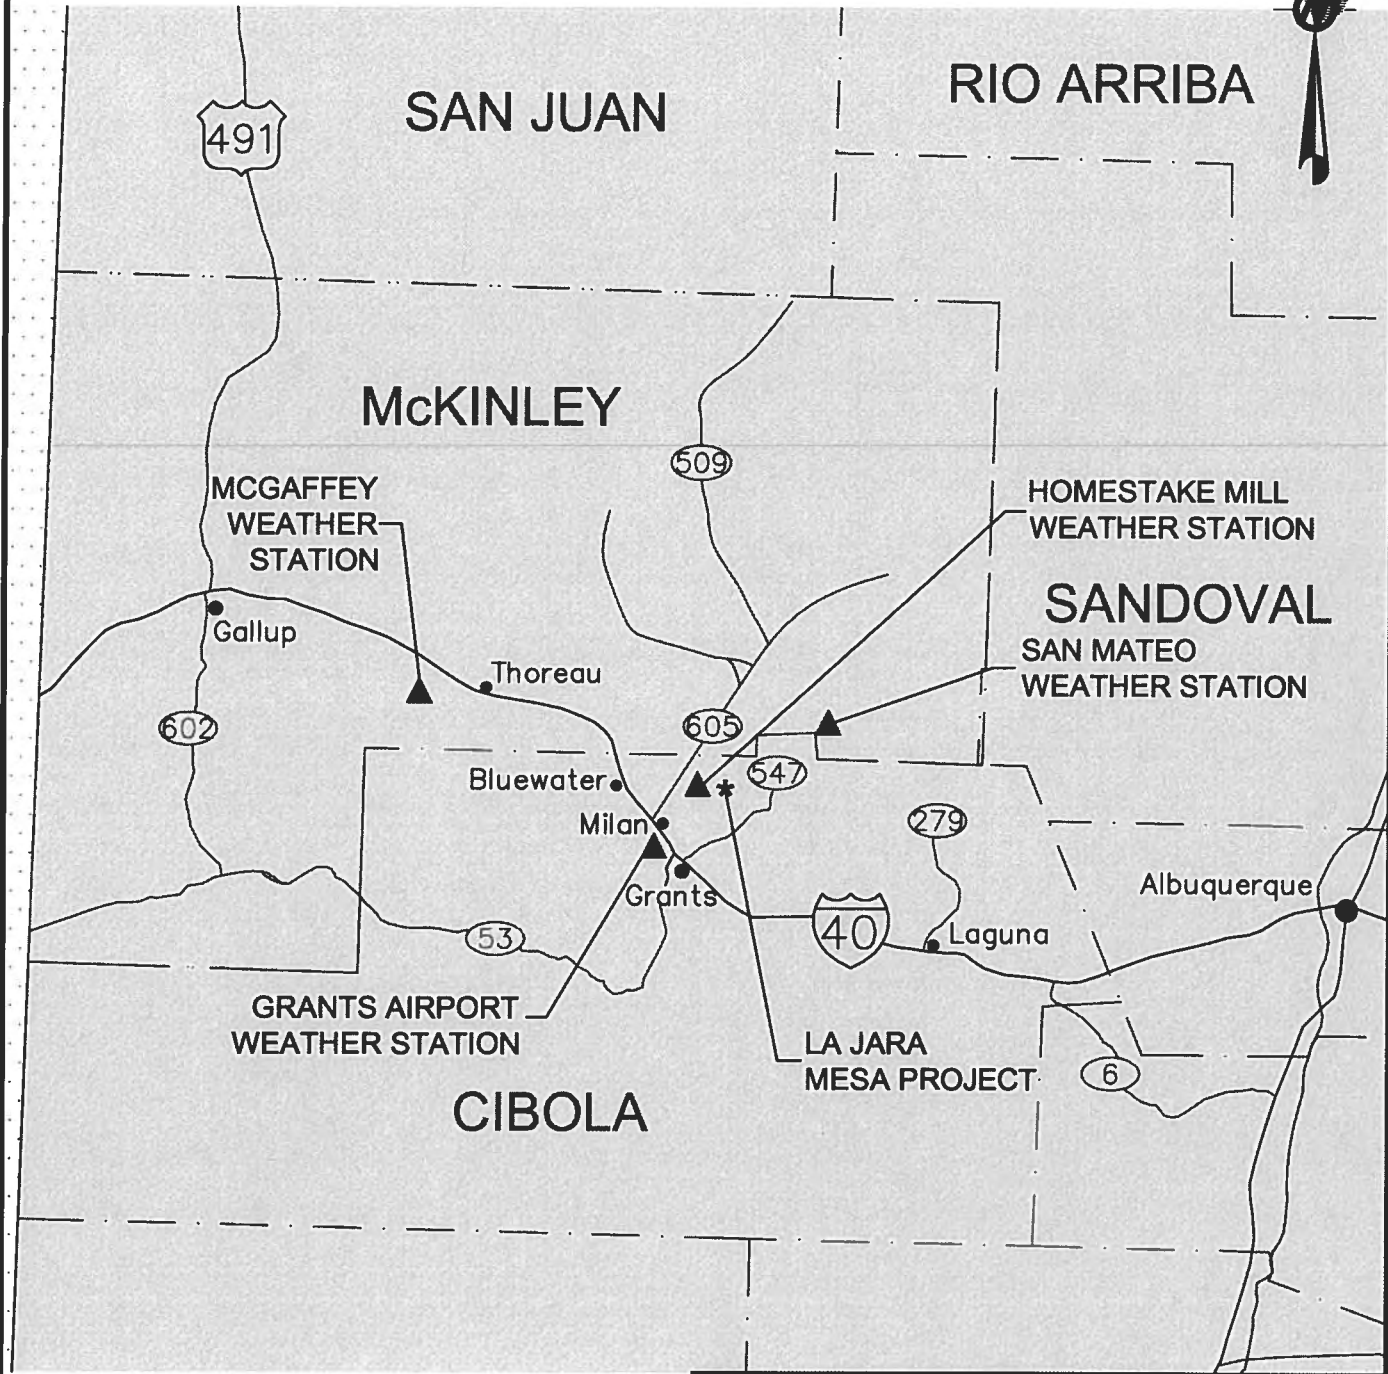 RIO ARRIBA
SAN JUAN
491
McKINLEY
509
MCGAFFEY
WEATHER
STATION
HOMESTAKE MILL
WEATHER STATION
SANDOVAL
Gallup
SAN MATEO
WEATHER STATION
Thoreau
602
605
547
Bluewater
Milan
279
Grants
Albuquerque
40
Laguna
53
GRANTS AIRPORT
WEATHER STATION
LA JARA
MESA PROJECT
6
CIBOLA